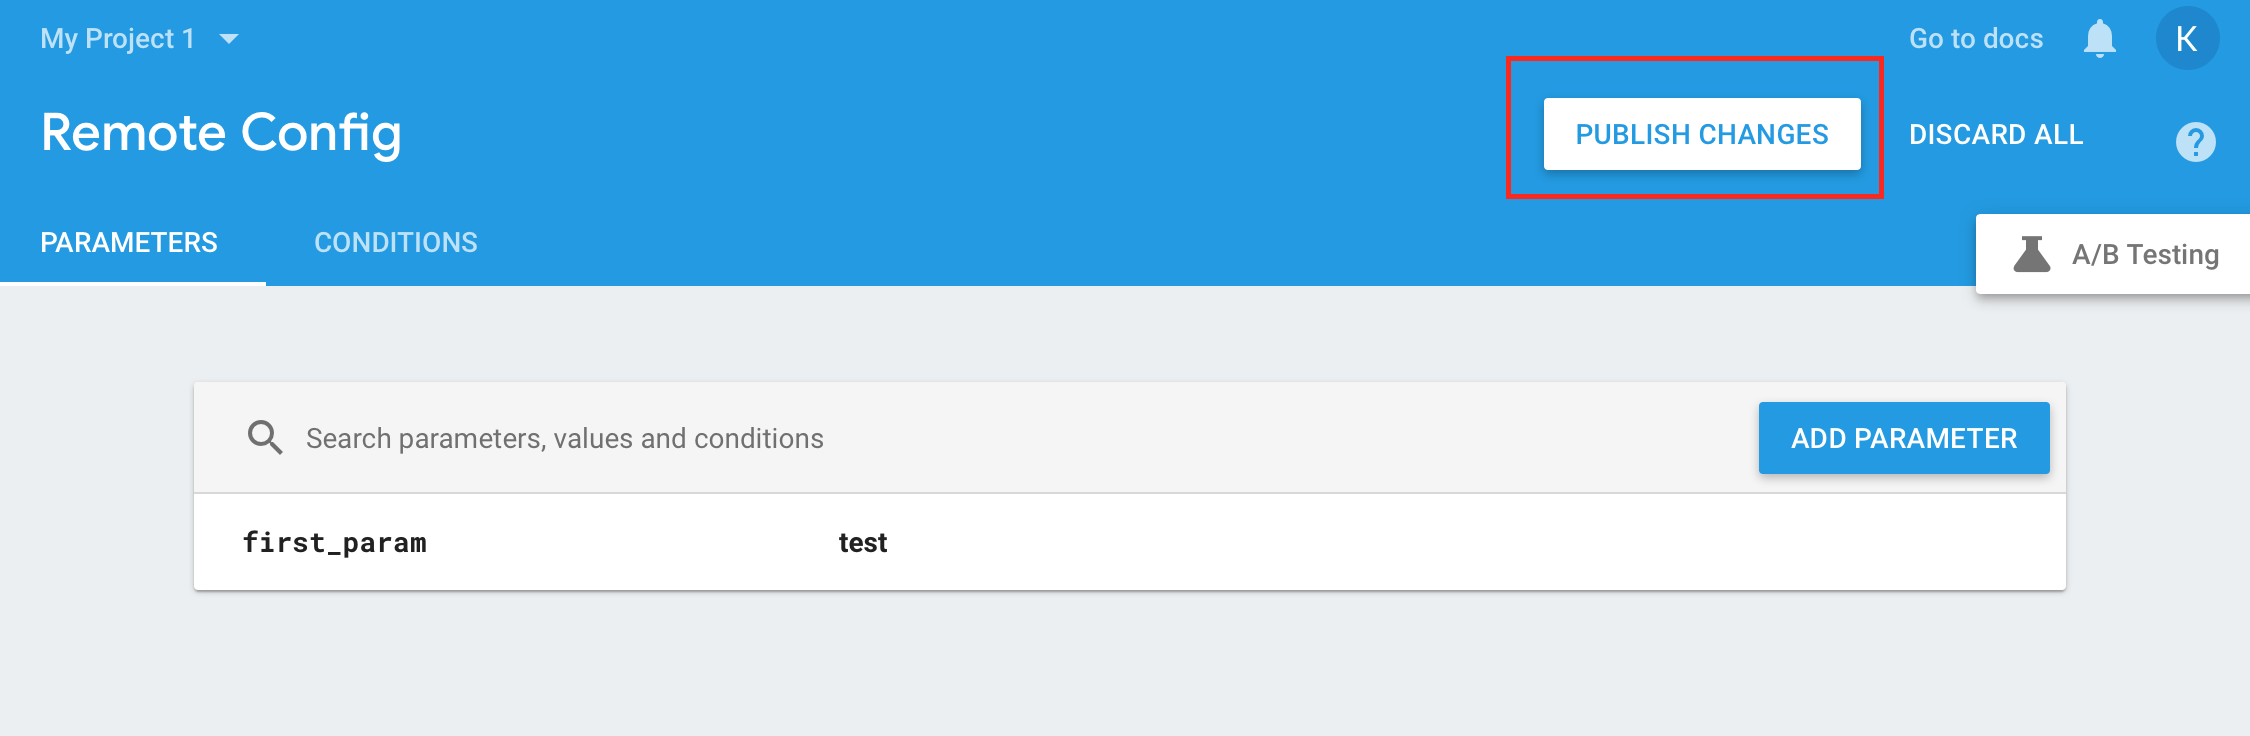 My Project 1
Go to docs
K
Remote Config
PUBLISH CHANGES
DISCARD ALL
?
PARAMETERS
CONDITIONS
A/B Testing
Search parameters, values and conditions
ADD PARAMETER
first_param
test